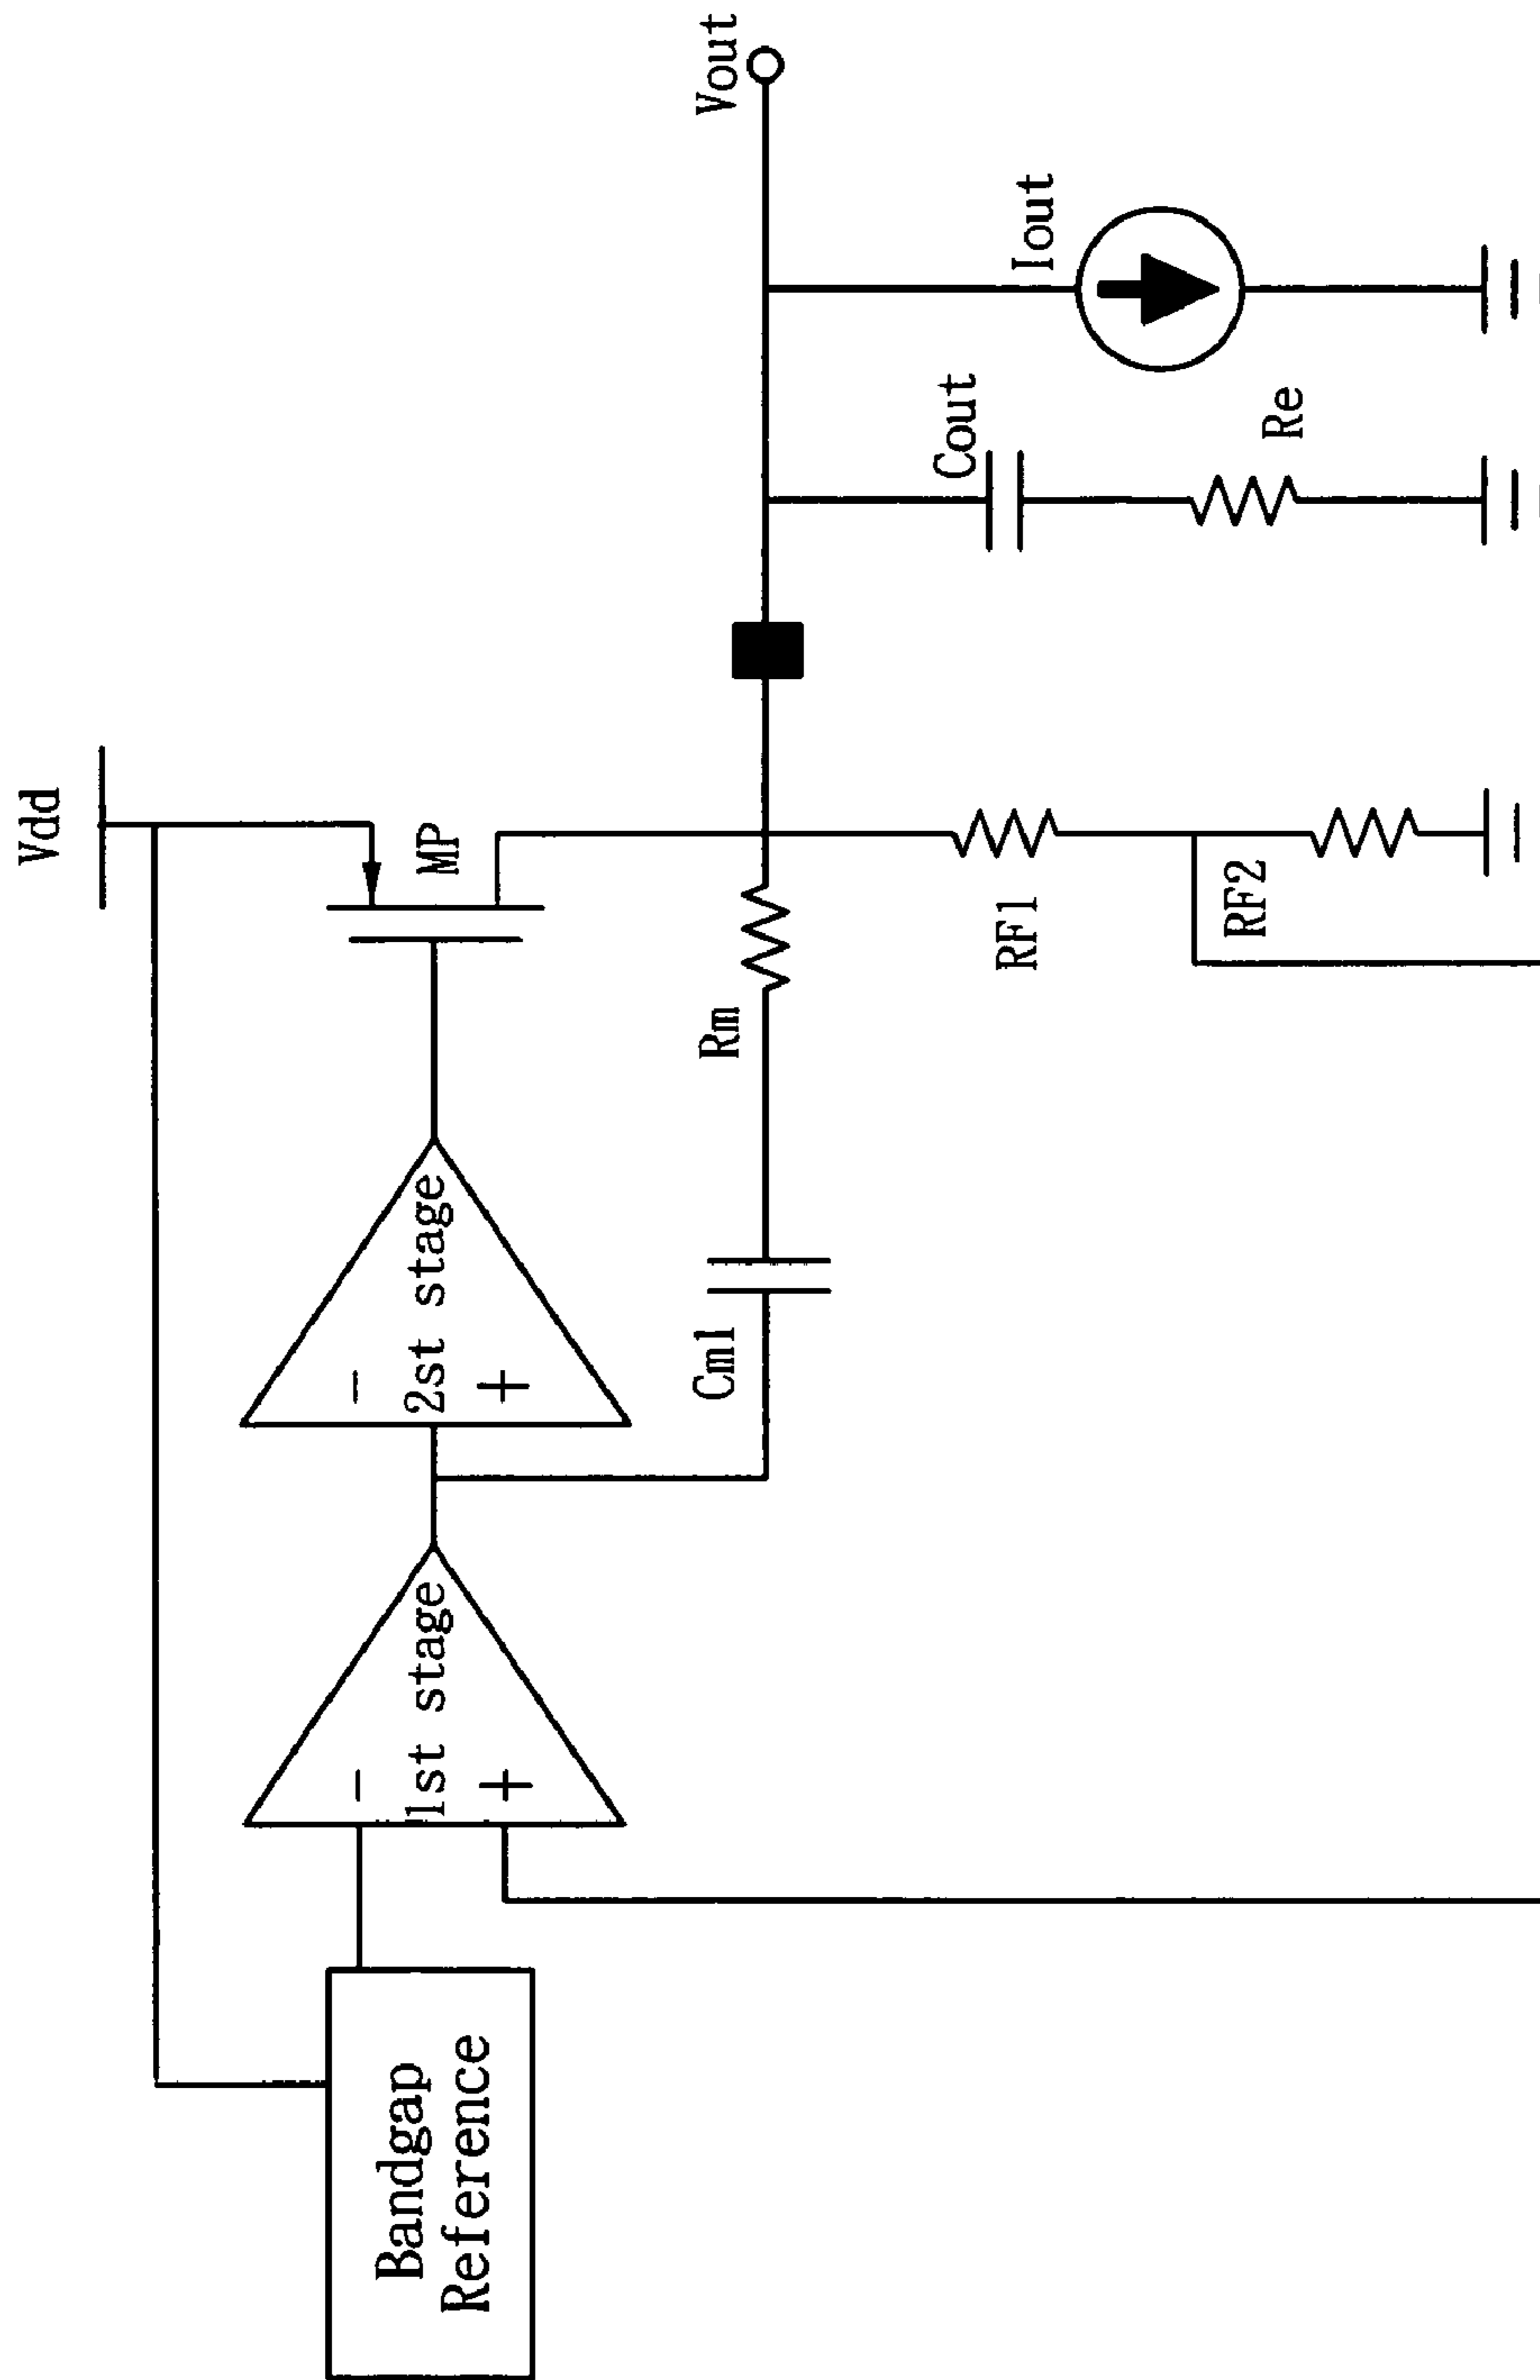 Vdd
Bandgap
Reference
-
+
1st stage
-
+
2st stage
MP
Cm1
Rm
RF1
RF2
Cout
Re
Iout
Vout